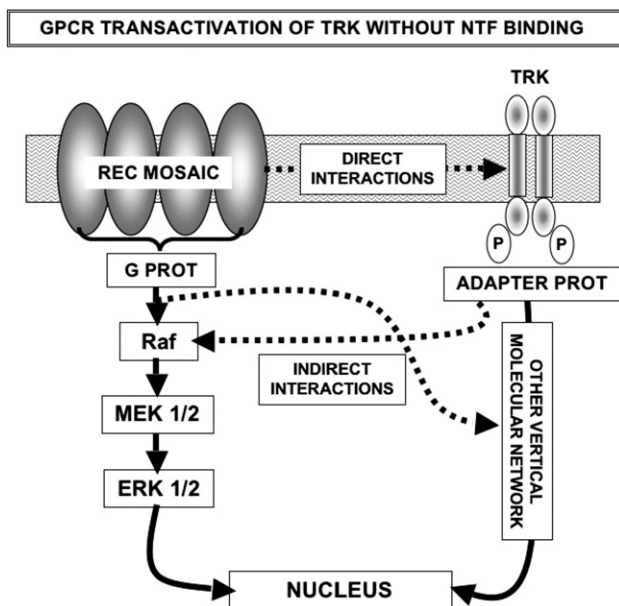 GPCR TRANSACTIVATION OF TRK WITHOUT NTF BINDING
TRK
REC MOSAIC
DIRECT
INTERACTIONS
P
P
G PROT
ADAPTER PROT
Raf
INDIRECT
INTERACTIONS
OTHER VERTICAL
MOLECULAR NETWORK
MEK 1/2
ERK 1/2
NUCLEUS